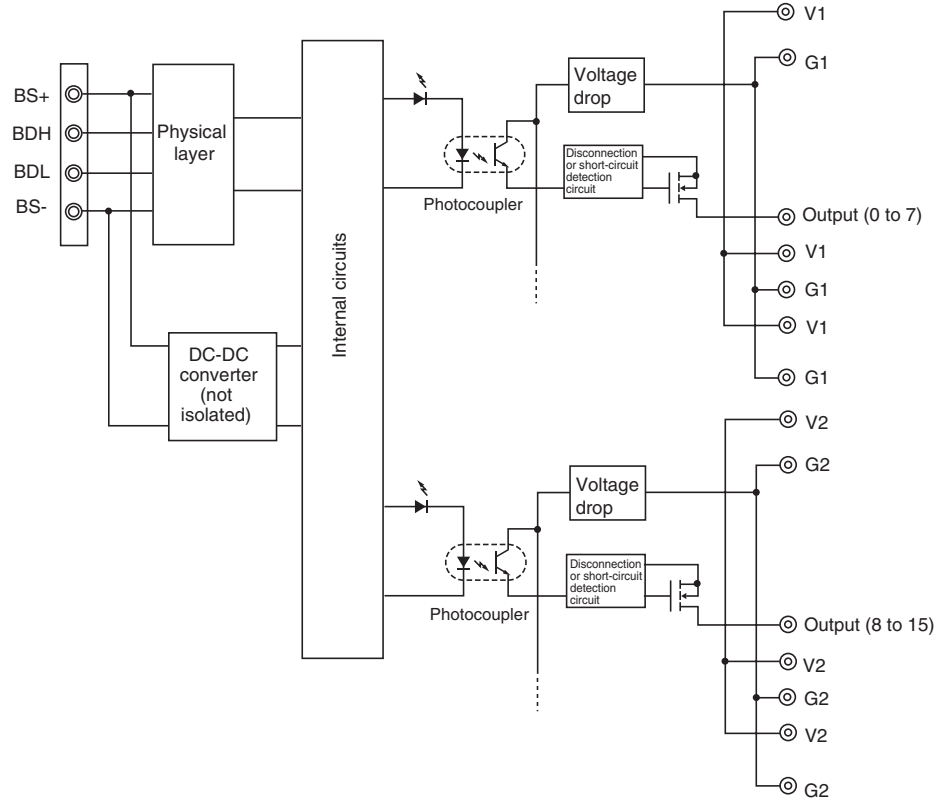 V1
G1
BS+
BDH
BDL
BS-
Physical
layer
Voltage
drop
Disconnection
or short-circuit
detection
circuit
Photocoupler
Output (0 to 7)
V1
G1
V1
G1
Internal circuits
DC-DC
converter
(not
isolated)
V2
G2
Voltage
drop
Disconnection
or short-circuit
detection
circuit
Photocoupler
Output (8 to 15)
V2
G2
V2
G2